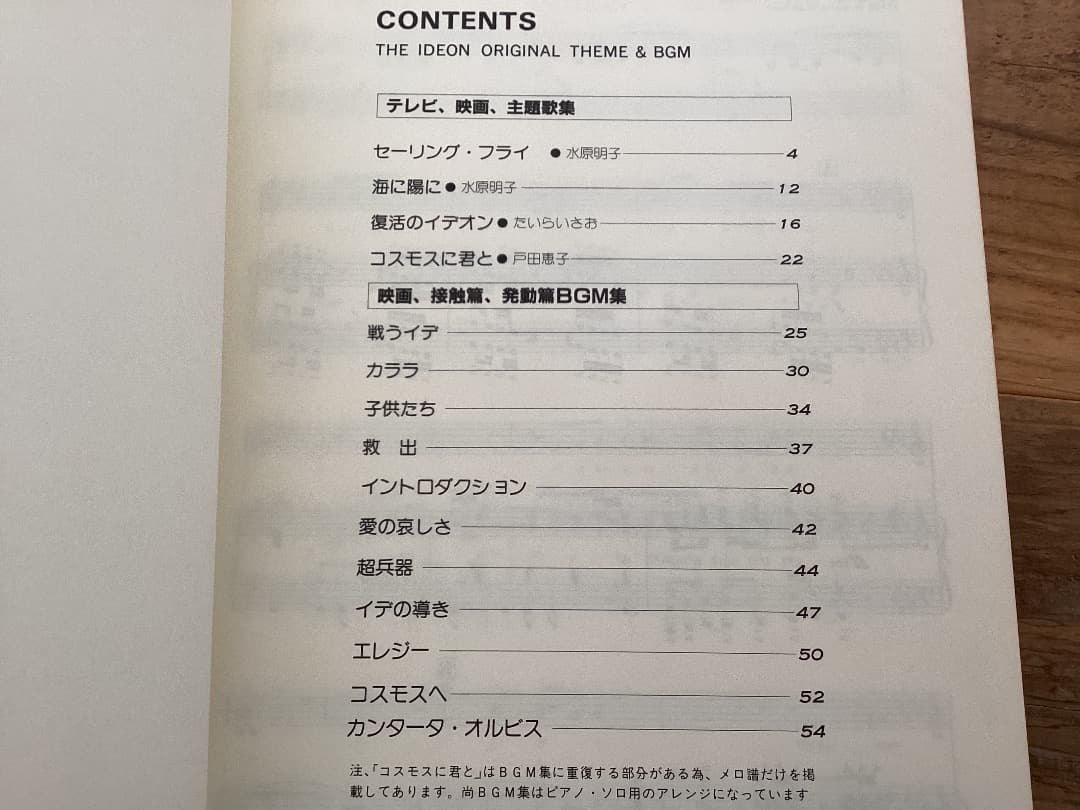 CONTENTS
THE IDEON ORIGINAL THEME & BGM
テレビ、映画、主題歌集
セーリング・フライ ●水原明子 4
海に陽に●水原明子 12
復活のイデオン●たいらいさお 16
コスモスに君と●戸田恵子 22
映画、接触篇、発動篇BGM集
戦うイデ 25
カララ 30
子供たち 34
救 出 37
イントロダクション 40
愛の哀しさ 42
超兵器 44
イデの導き 47
エレジー 50
コスモスへ 52
カンタータ・オルビス 54
注、「コスモスに君と」はBGM集に重復する部分がある為、メロ譜だけを掲
載してあります。尚BGM集はピアノ・ソロ用のアレンジになっています